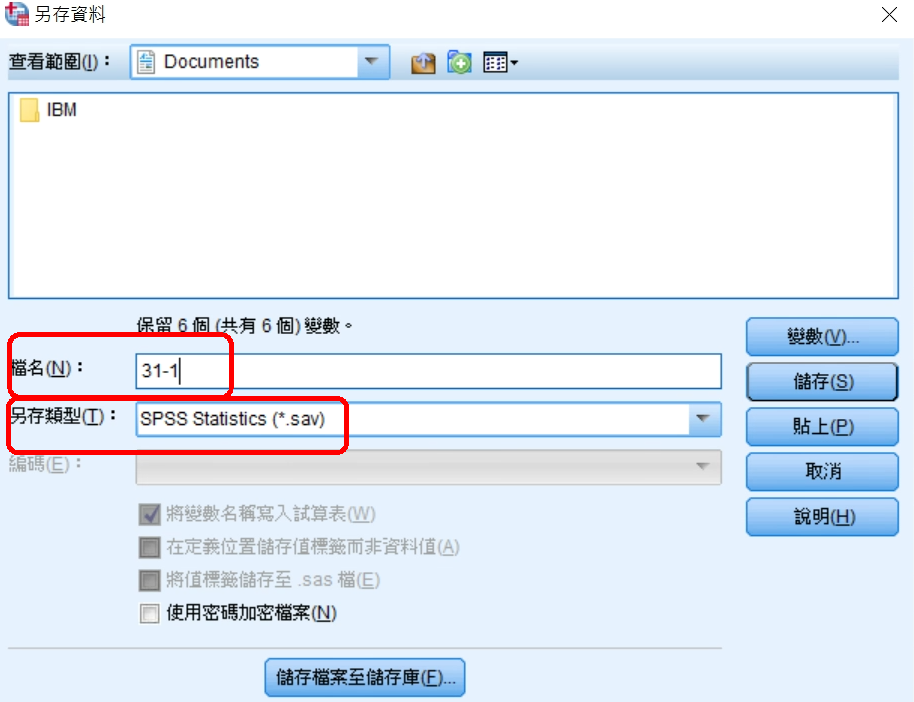 另存資料
查看範圍(I)： Documents
IBM
保留 6 個 (共有 6 個) 變數。
檔名(N)： 31-1
另存類型(T)： SPSS Statistics (*.sav)
編碼(E)：
將變數名稱寫入試算表(W)
在定義位置儲存值標籤而非資料值(A)
將值標籤儲存至 .sas 檔(E)
使用密碼加密檔案(N)
變數(V)...
儲存(S)
貼上(P)
取消
說明(H)
儲存檔案至儲存庫(F)...